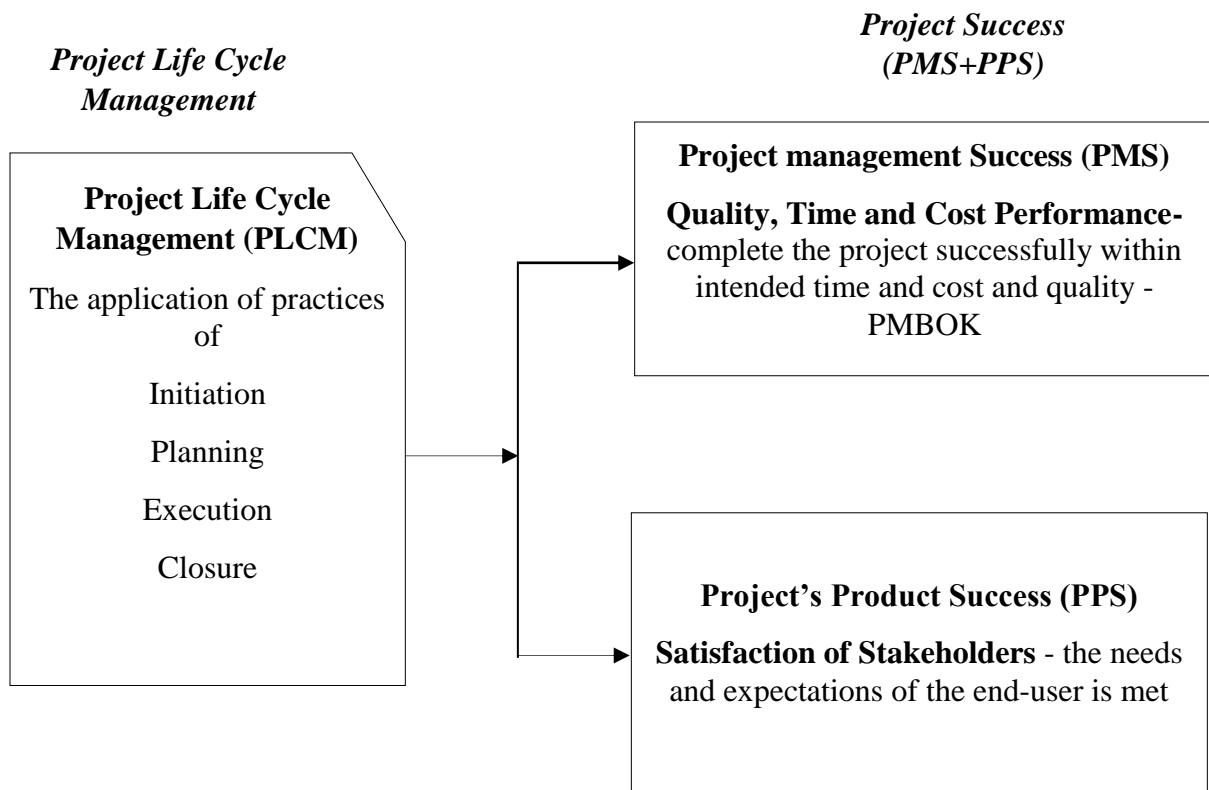 Project Life Cycle
Management
Project Life Cycle
Management (PLCM)
The application of practices
of
Initiation
Planning
Execution
Closure
Project Success
(PMS+PPS)
Project management Success (PMS)
Quality, Time and Cost Performance-
complete the project successfully within
intended time and cost and quality -
PMBOK
Project’s Product Success (PPS)
Satisfaction of Stakeholders - the needs
and expectations of the end-user is met